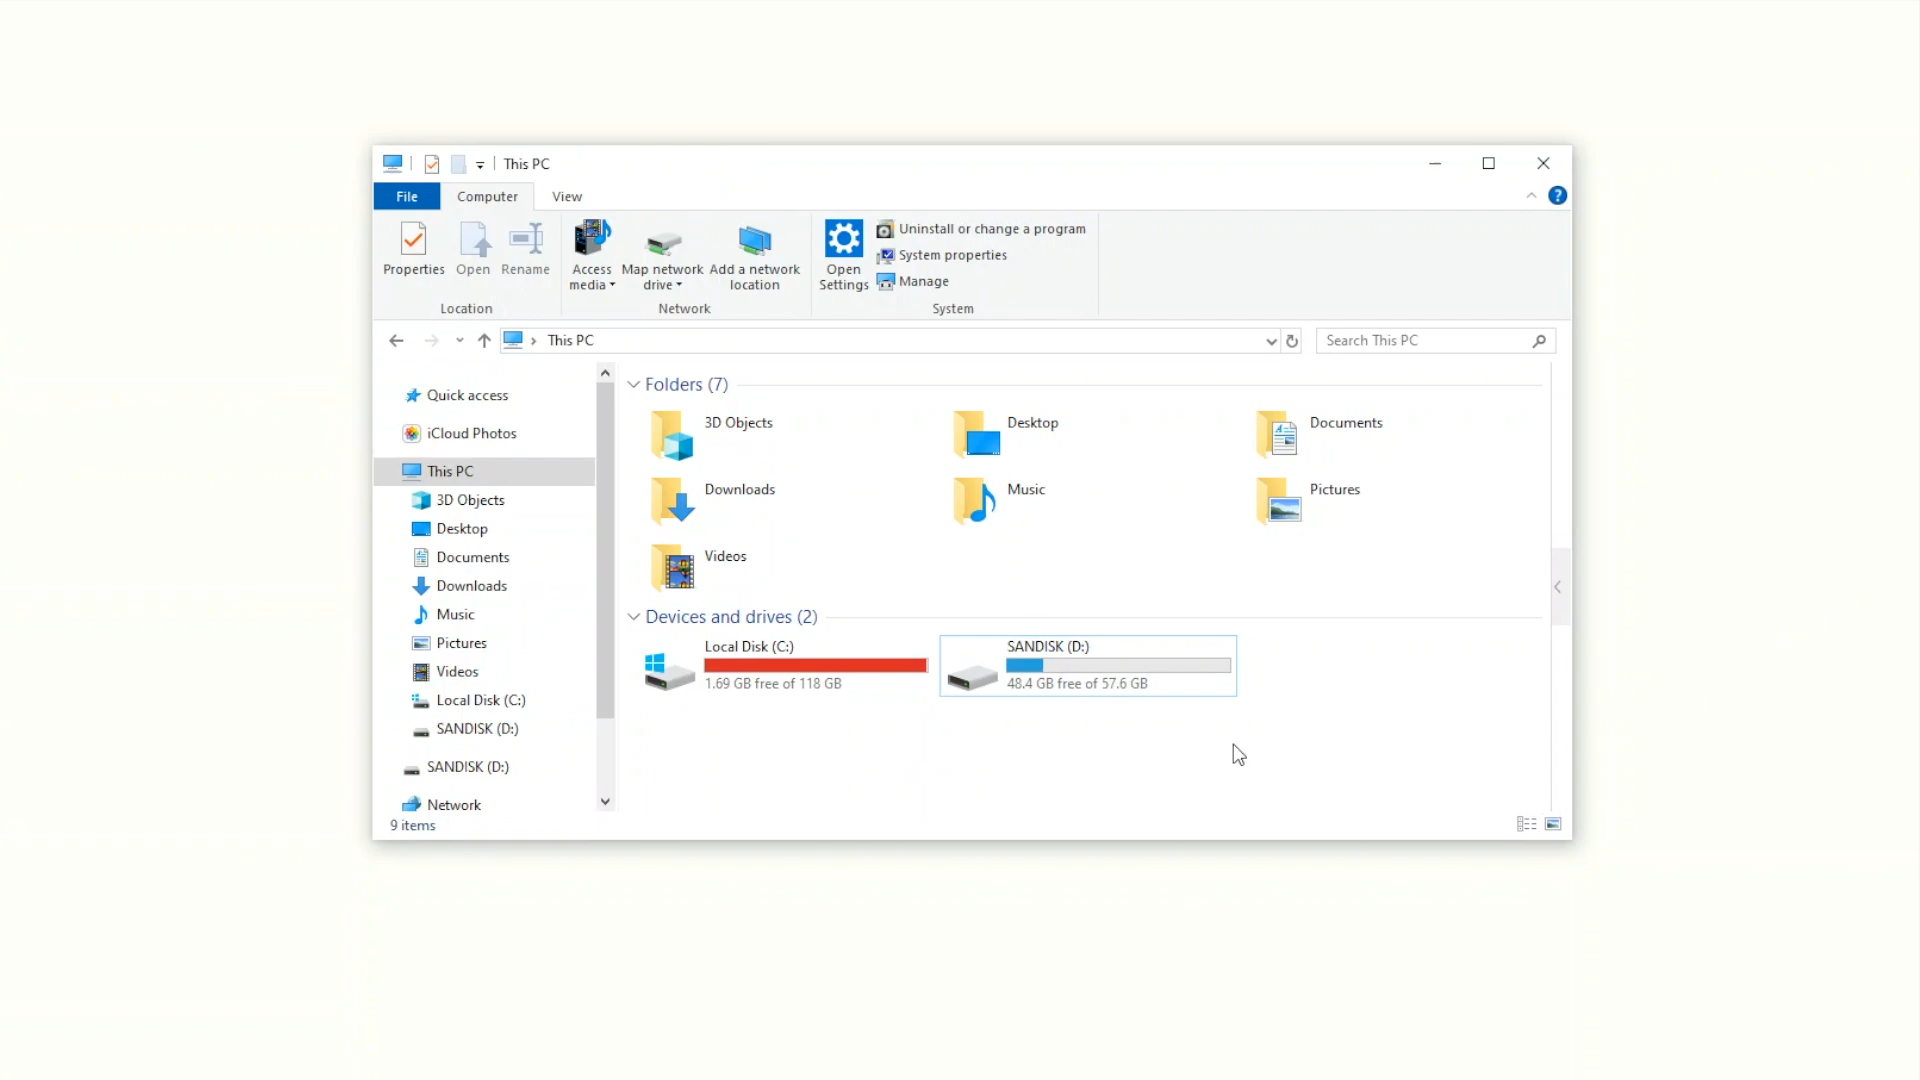 This PC
File
Computer
View
Properties
Open
Rename
Location
Access
media
Map network
drive
Add a network
location
Network
Open
Settings
Uninstall or change a program
System properties
Manage
System
This PC
Search This PC
Quick access
iCloud Photos
This PC
3D Objects
Desktop
Documents
Downloads
Music
Pictures
Videos
Local Disk (C:)
SANDISK (D:)
SANDISK (D:)
Network
Folders (7)
3D Objects
Desktop
Documents
Downloads
Music
Pictures
Videos
Devices and drives (2)
Local Disk (C:)
1.69 GB free of 118 GB
SANDISK (D:)
48.4 GB free of 57.6 GB
9 items